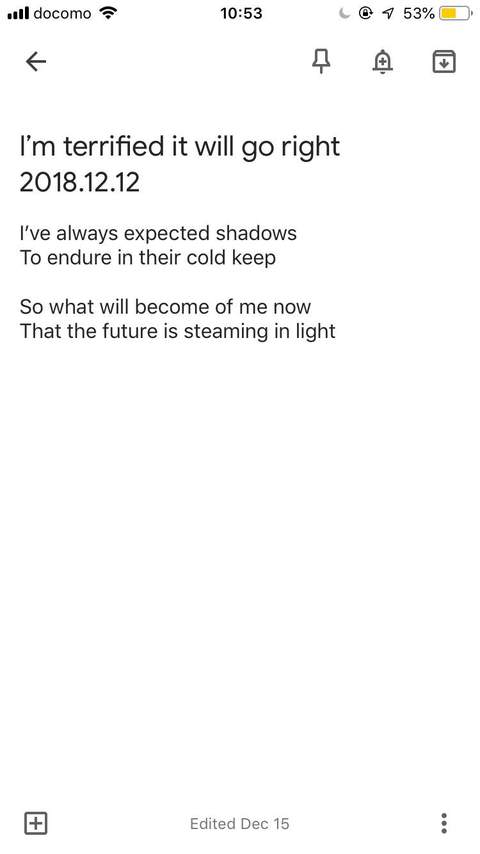 docomo 10:53 53%
I'm terrified it will go right
2018.12.12
I've always expected shadows
To endure in their cold keep
So what will become of me now
That the future is steaming in light
Edited Dec 15